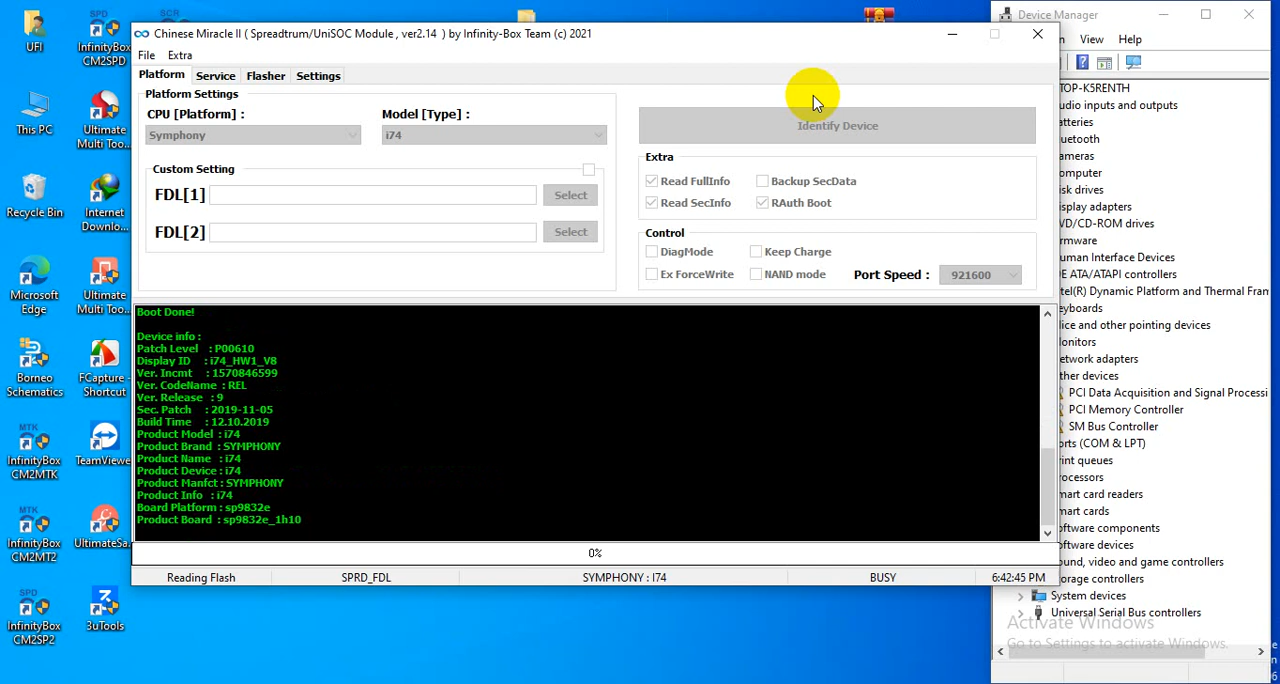 UFI
SPD
InfinityBox
CM2SPD
SCR
This PC
Ultimate
Multi Too...
Recycle Bin
Internet
Downlo...
Microsoft
Edge
Ultimate
Multi Too...
Borneo
Schematics
FCapture -
Shortcut
MTK
InfinityBox
CM2MTK
TeamViewer
MTK
InfinityBox
CM2MT2
UltimateSa...
SPD
InfinityBox
CM2SP2
3uTools
Chinese Miracle II ( Spreadtrum/UniSOC Module , ver2.14 ) by Infinity-Box Team (c) 2021
File Extra
Platform Service Flasher Settings
Platform Settings
CPU [Platform] : Model [Type] :
Symphony i74
Custom Setting
FDL[1] Select
FDL[2] Select
Identify Device
Extra
Read FullInfo Backup SecData
Read SecInfo RAuth Boot
Control
DiagMode Keep Charge
Ex ForceWrite NAND mode Port Speed : 921600
Boot Done!
Device info :
Patch Level : P00610
Display ID : i74_HW1_V8
Ver. Incmt : 1570846599
Ver. CodeName : REL
Ver. Release : 9
Sec. Patch : 2019-11-05
Build Time : 12.10.2019
Product Model : i74
Product Brand : SYMPHONY
Product Name : i74
Product Device : i74
Product Manfct : SYMPHONY
Product Info : i74
Board Platform : sp9832e
Product Board : sp9832e_1h10
0%
Reading Flash SPRD_FDL SYMPHONY : I74 BUSY 6:42:45 PM
Device Manager
View Help
TOP-K5RENTH
udio inputs and outputs
atteries
uetooth
ameras
omputer
isk drives
isplay adapters
VD/CD-ROM drives
rmware
uman Interface Devices
E ATA/ATAPI controllers
ntel(R) Dynamic Platform and Thermal Fram
eyboards
ice and other pointing devices
onitors
etwork adapters
ther devices
PCI Data Acquisition and Signal Processi
PCI Memory Controller
SM Bus Controller
orts (COM & LPT)
int queues
ocessors
mart card readers
mart cards
oftware components
oftware devices
ound, video and game controllers
orage controllers
System devices
Universal Serial Bus controllers
Activate Windows
Go to Settings to activate Windows.